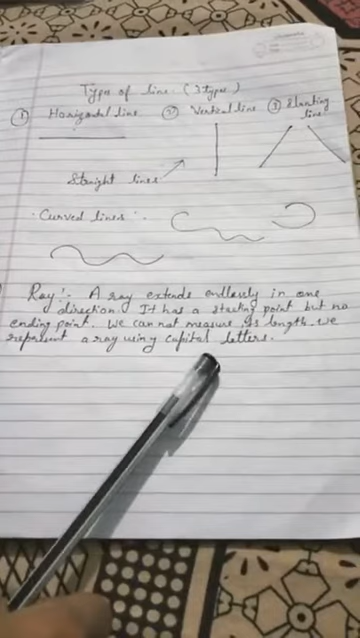 Types of line. (3 types)
① Horizontal line ② Vertical line ③ Slanting line
Straight lines
Curved lines
Ray:- A ray extends endlessly in one
direction. It has a starting point but no
ending point. We can not measure its length. We
represent a ray using capital letters.